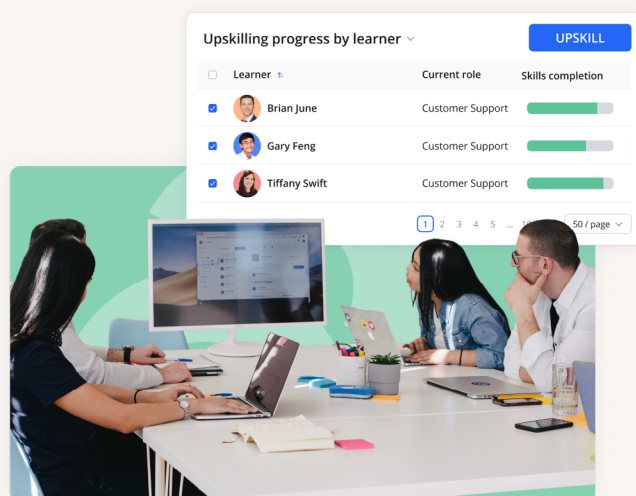 Upskilling progress by learner
UPSKILL
Learner Current role Skills completion
Brian June Customer Support
Gary Feng Customer Support
Tiffany Swift Customer Support
1 2 3 4 5 ... 50 / page